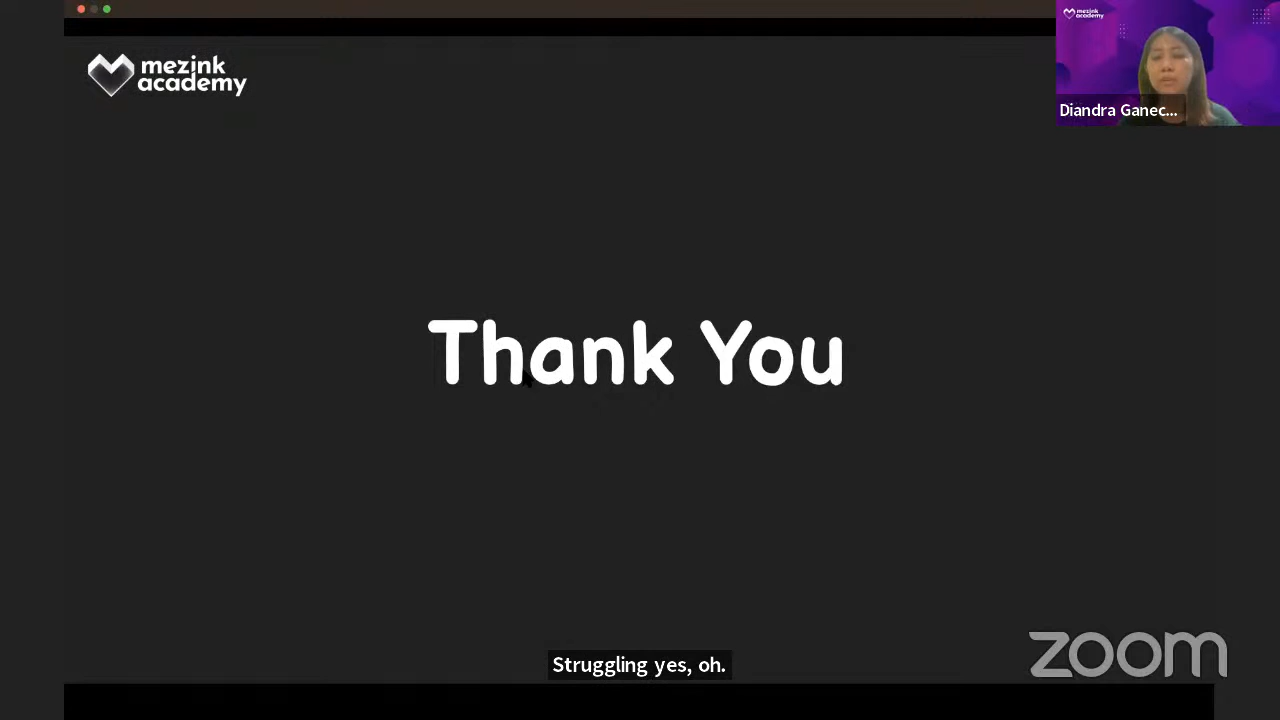 mezink
academy
mezink
academy
Diandra Ganec...
Thank You
Struggling yes, oh.
zoom